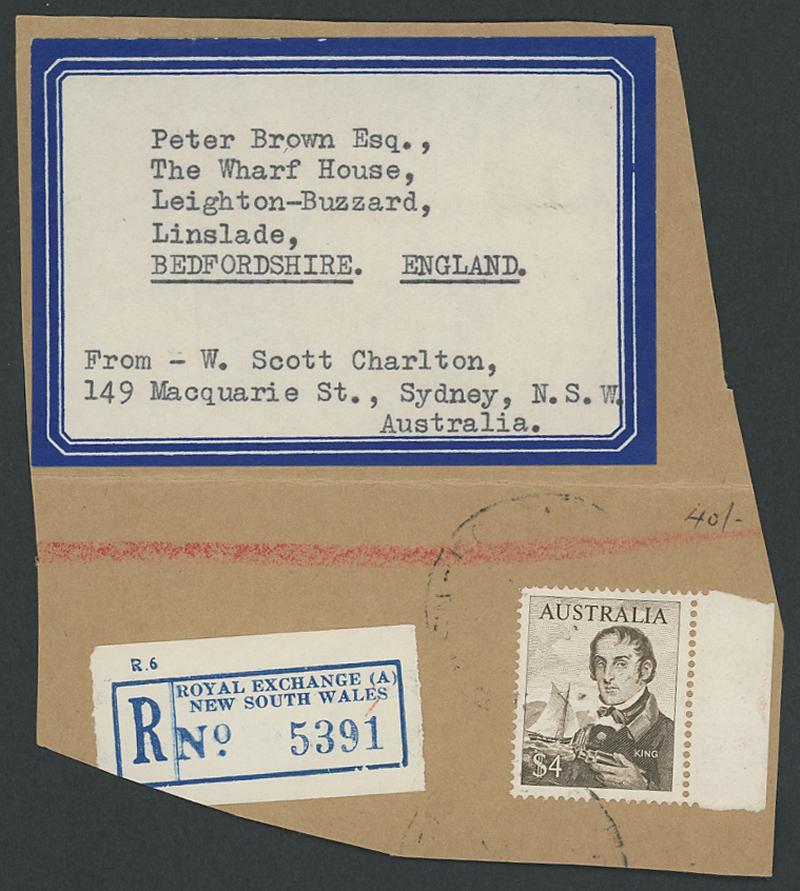 Peter Brown Esq.,
The Wharf House,
Leighton-Buzzard,
Linslade,
BEDFORDSHIRE. ENGLAND.
From - W. Scott Charlton,
149 Macquarie St., Sydney, N.S.W.
Australia.
40/-
R.6
ROYAL EXCHANGE (A)
NEW SOUTH WALES
R No 5391
AUSTRALIA
KING
$4